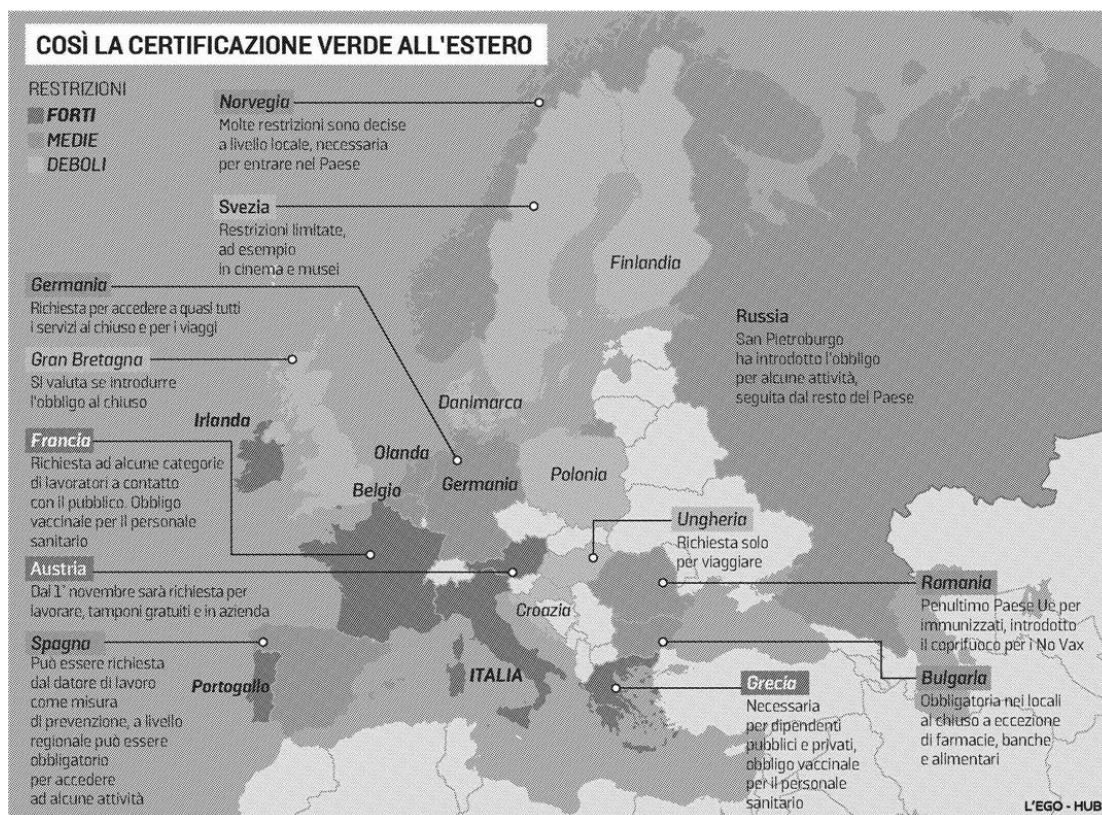 COSÌ LA CERTIFICAZIONE VERDE ALL'ESTERO
RESTRIZIONI
FORTI
MEDIE
DEBOLI
Norvegia
Molte restrizioni sono decise
a livello locale, necessaria
per entrare nel Paese
Svezia
Restrizioni limitate,
ad esempio
in cinema e musei
Finlandia
Germania
Richiesta per accedere a quasi tutti
i servizi al chiuso e per i viaggi
Russia
San Pietroburgo
ha introdotto l'obbligo
per alcune attività,
seguita dal resto del Paese
Gran Bretagna
Si valuta se introdurre
l'obbligo al chiuso
Danimarca
Irlanda
Olanda
Belgio
Germania
Polonia
Francia
Richiesta ad alcune categorie
di lavoratori a contatto
con il pubblico. Obbligo
vaccinale per il personale
sanitario
Ungheria
Richiesta solo
per viaggiare
Austria
Dal 1° novembre sarà richiesta per
lavorare, tamponi gratuiti e in azienda
Croazia
Romania
Penultimo Paese Ue per
immunizzati, introdotto
il coprifuoco per i No Vax
Spagna
Può essere richiesta
dal datore di lavoro
come misura
di prevenzione, a livello
regionale può essere
obbligatorio
per accedere
ad alcune attività
Portogallo
ITALIA
Grecia
Necessaria
per dipendenti
pubblici e privati,
obbligo vaccinale
per il personale
sanitario
Bulgaria
Obbligatoria nei locali
al chiuso a eccezione
di farmacie, banche
e alimentari
L'EGO - HUB